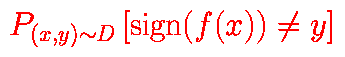 P_{(x,y)∼D} [sign(f(x)) ≠ y]